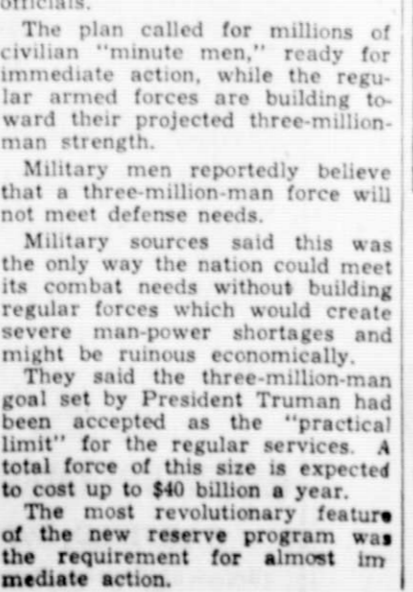 officials.
The plan called for millions of
civilian "minute men," ready for
immediate action, while the regu-
lar armed forces are building to-
ward their projected three-million-
man strength.
Military men reportedly believe
that a three-million-man force will
not meet defense needs.
Military sources said this was
the only way the nation could meet
its combat needs without building
regular forces which would create
severe man-power shortages and
might be ruinous economically.
They said the three-million-man
goal set by President Truman had
been accepted as the "practical
limit" for the regular services. A
total force of this size is expected
to cost up to $40 billion a year.
The most revolutionary feature
of the new reserve program was
the requirement for almost im
mediate action.